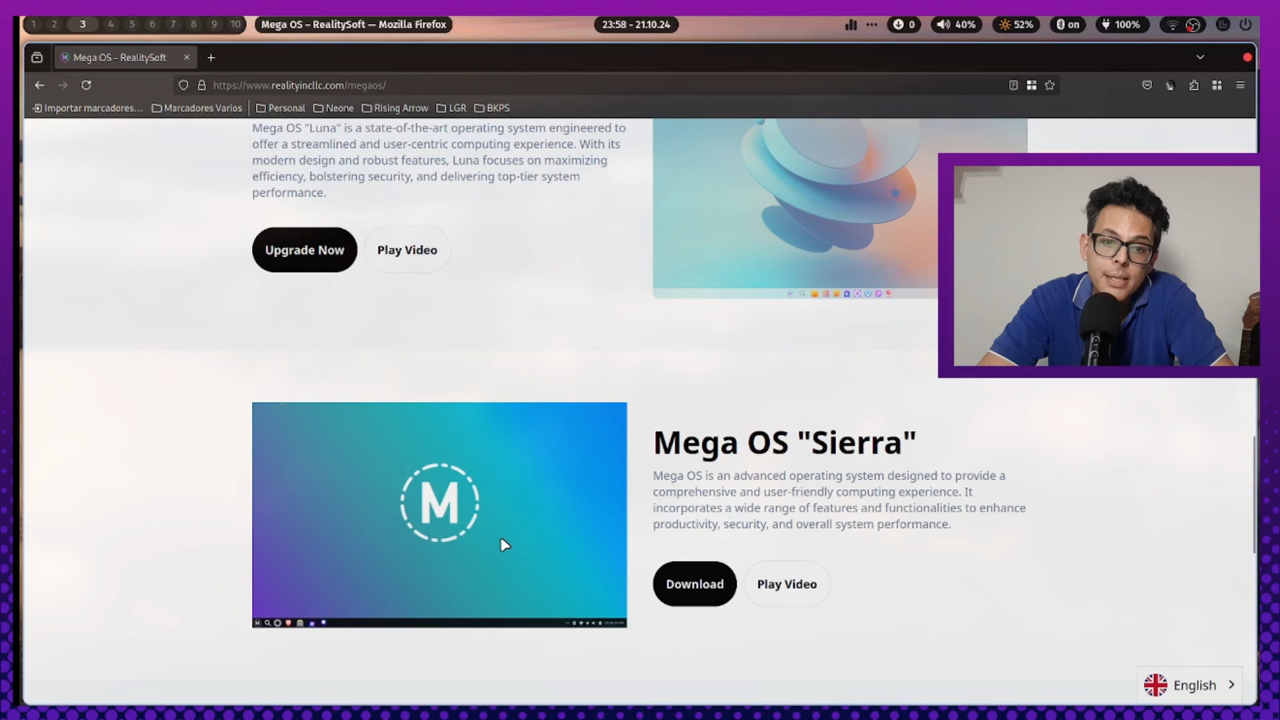 1 2 3 4 5 6 7 8 9 10
Mega OS – RealitySoft — Mozilla Firefox
23:58 - 21.10.24
0
40%
52%
on
100%
Mega OS – RealitySoft
https://www.realityincllc.com/megaos/
Importar marcadores...
Marcadores Varios
Personal
Neone
Rising Arrow
LGR
BKPS
Mega OS "Luna" is a state-of-the-art operating system engineered to
offer a streamlined and user-centric computing experience. With its
modern design and robust features, Luna focuses on maximizing
efficiency, bolstering security, and delivering top-tier system
performance.
Upgrade Now
Play Video
M
Mega OS "Sierra"
Mega OS is an advanced operating system designed to provide a
comprehensive and user-friendly computing experience. It
incorporates a wide range of features and functionalities to enhance
productivity, security, and overall system performance.
Download
Play Video
English